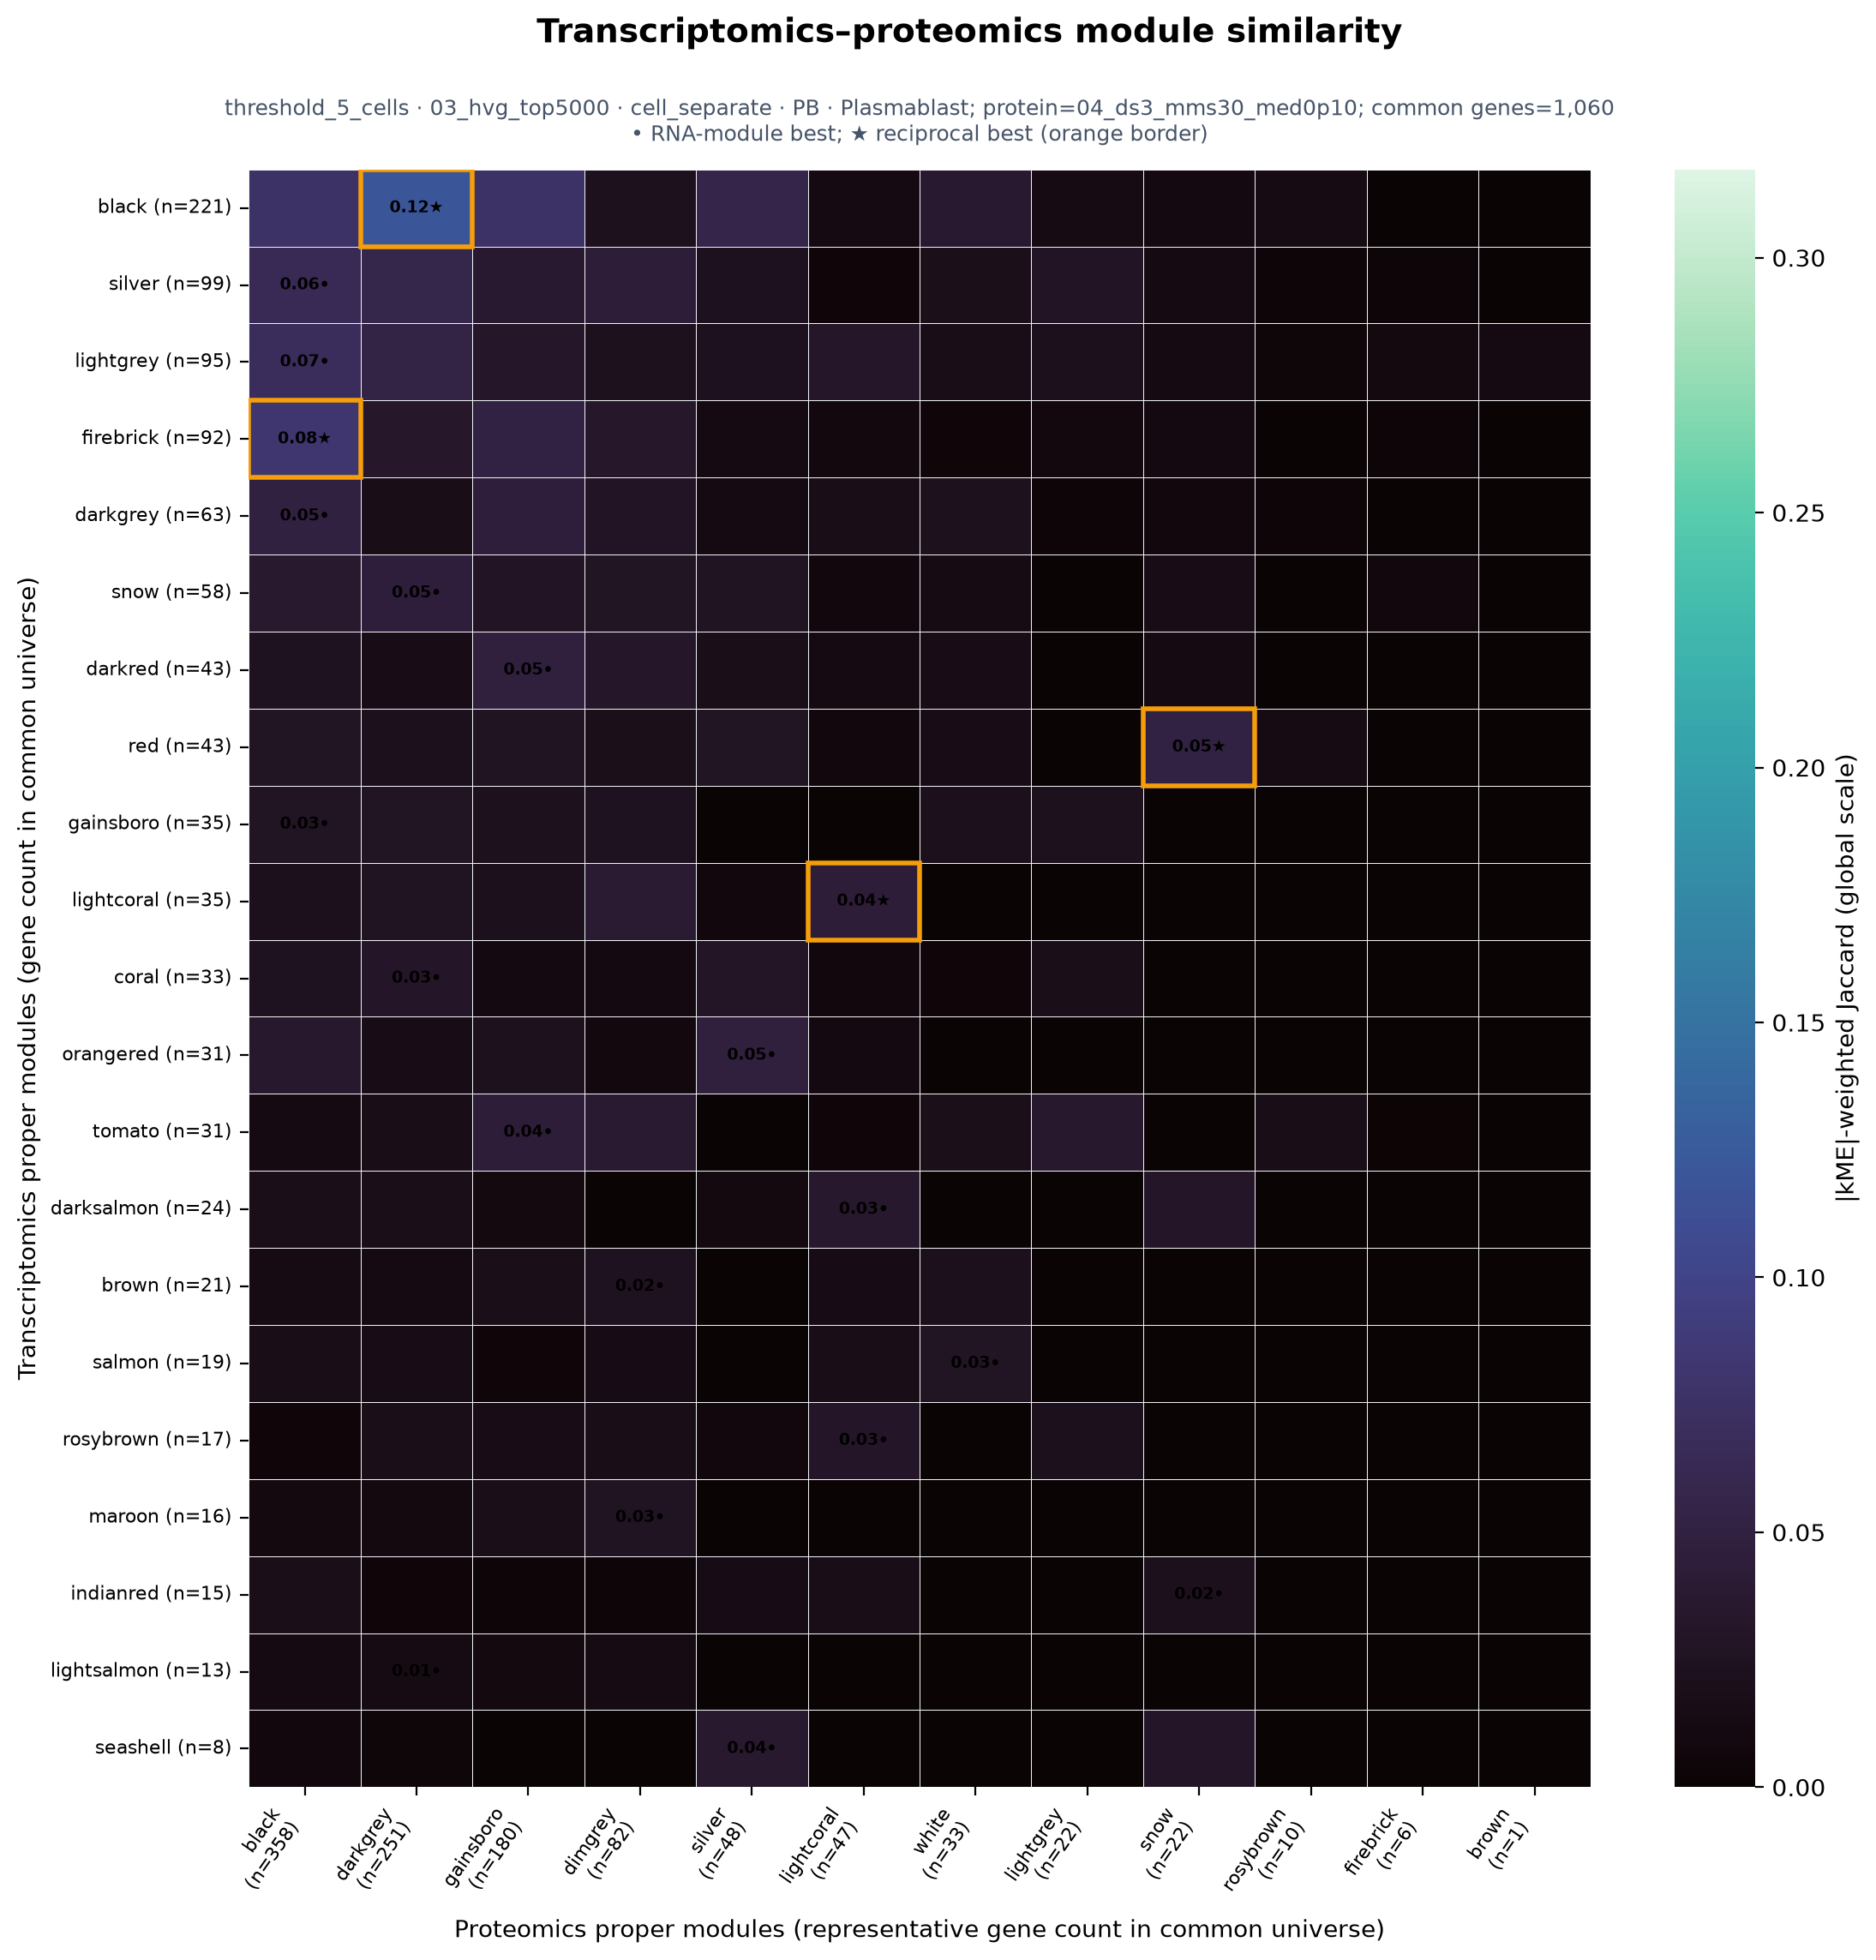 Transcriptomics–proteomics module similarity
threshold_5_cells · 03_hvg_top5000 · cell_separate · PB · Plasmablast; protein=04_ds3_mms30_med0p10; common genes=1,060
• RNA-module best; ★ reciprocal best (orange border)
Transcriptomics proper modules (gene count in common universe)
black (n=221)
0.12★
silver (n=99)
0.06•
lightgrey (n=95)
0.07•
firebrick (n=92)
0.08★
darkgrey (n=63)
0.05•
snow (n=58)
0.05•
darkred (n=43)
0.05•
red (n=43)
0.05★
gainsboro (n=35)
0.03•
lightcoral (n=35)
0.04★
coral (n=33)
0.03•
orangered (n=31)
0.05•
tomato (n=31)
0.04•
darksalmon (n=24)
0.03•
brown (n=21)
0.02•
salmon (n=19)
0.03•
rosybrown (n=17)
0.03•
maroon (n=16)
0.03•
indianred (n=15)
0.02•
lightsalmon (n=13)
0.01•
seashell (n=8)
0.04•
black
(n=358)
darkgrey
(n=251)
gainsboro
(n=180)
dimgrey
(n=82)
silver
(n=48)
lightcoral
(n=47)
white
(n=33)
lightgrey
(n=22)
snow
(n=22)
rosybrown
(n=10)
firebrick
(n=6)
brown
(n=1)
Proteomics proper modules (representative gene count in common universe)
0.30
0.25
0.20
0.15
0.10
0.05
0.00
|kME|-weighted Jaccard (global scale)